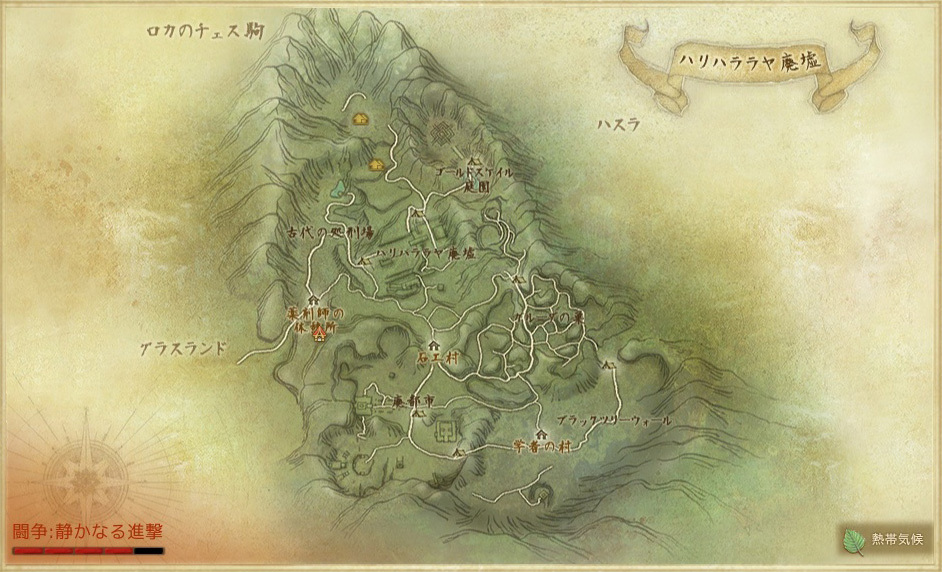 ロカのチェス駒
ハリハララヤ廃墟
ハスラ
ゴールドスケイル
庭園
古代の処刑場
ハリハララヤ廃墟
薬剤師の
休憩所
クルーズの巣
グラスランド
石工村
廃都市
ブラックツリーウォール
学者の村
闘争:静かなる進撃
熱帯気候